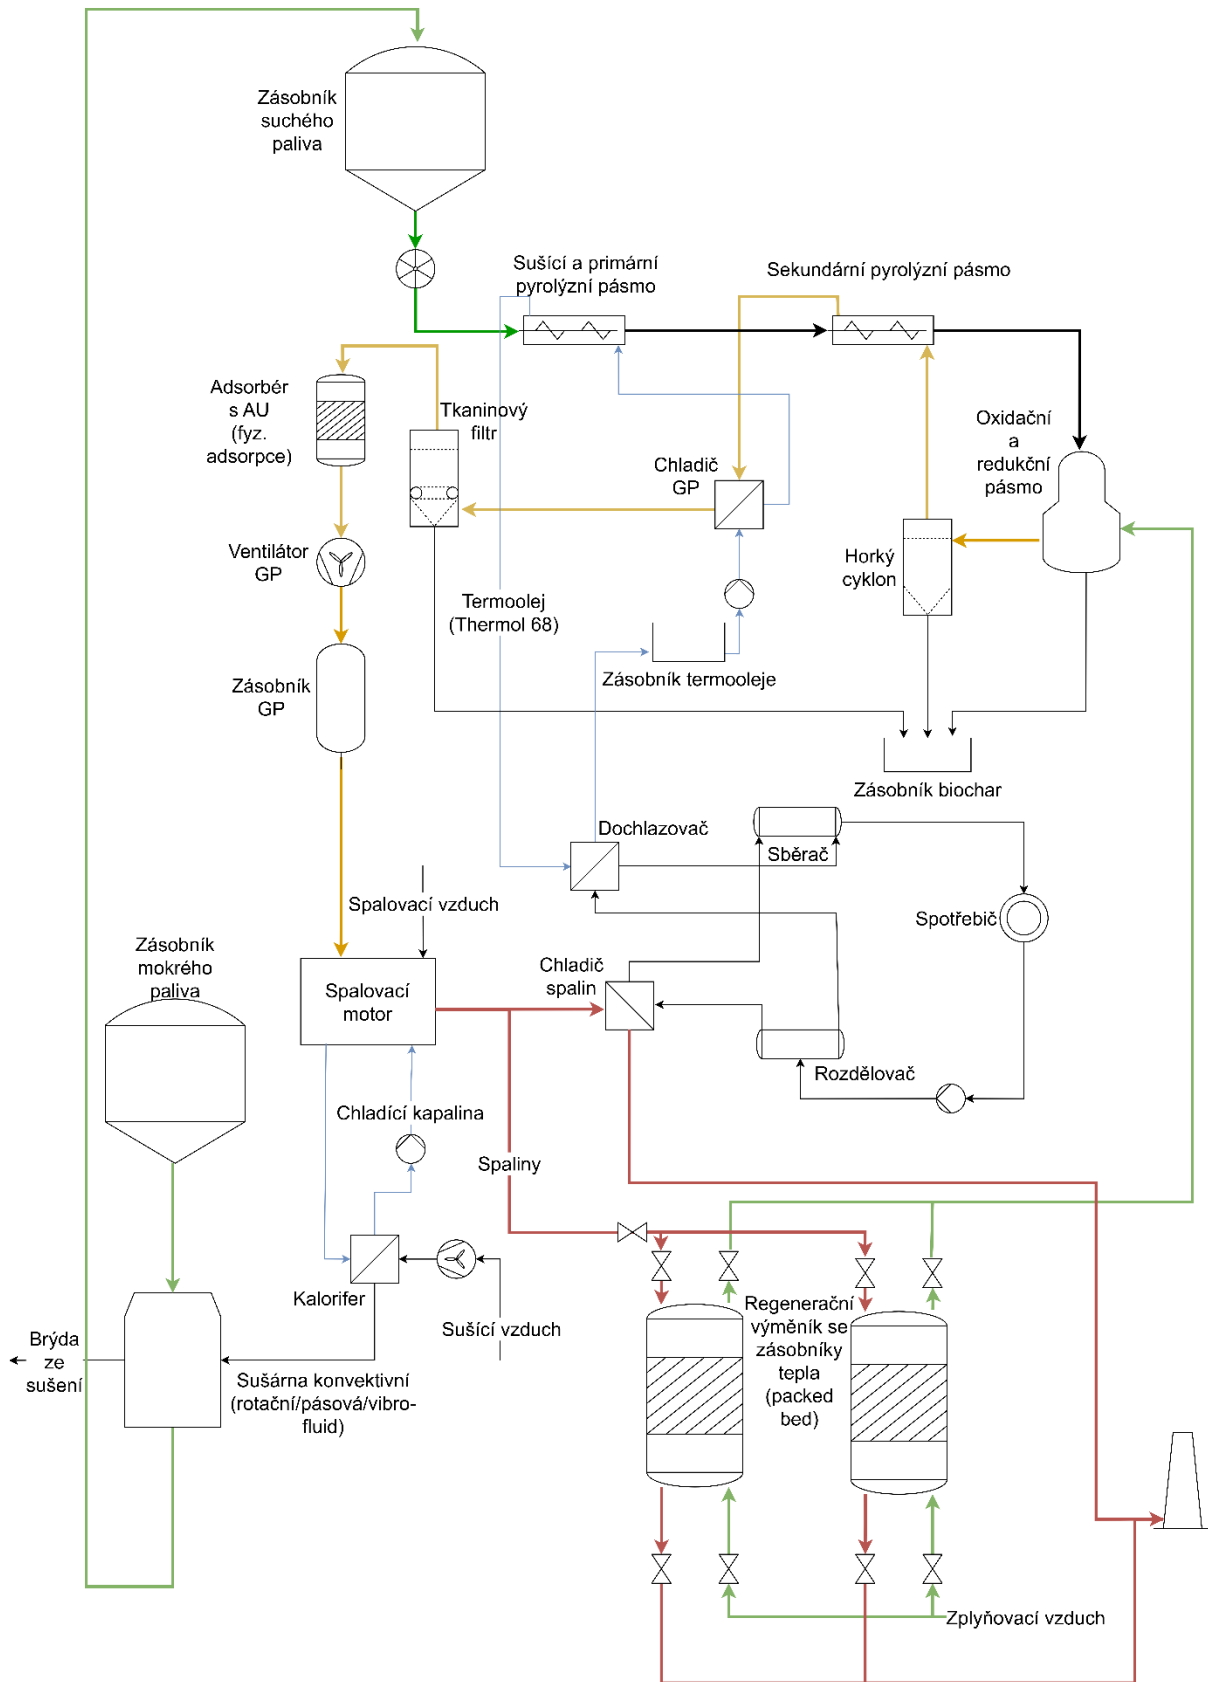 Zásobník
suchého
paliva
Sušící a primární
pyrolýzní pásmo
Sekundární pyrolýzní pásmo
Adsorbér
s AU
(fyz.
adsorpce)
Tkaninový
filtr
Chladič
GP
Oxidační a
redukční
pásmo
Ventilátor
GP
Horký
cyklon
Termoolej
(Thermol 68)
Zásobník termooleje
Zásobník
GP
Zásobník biochar
Dochlazovač
Sběrač
Spalovací vzduch
Spotřebič
Zásobník
mokrého
paliva
Spalovací
motor
Chladič
spalin
Rozdělovač
Chladící kapalina
Spaliny
Kalorifer
Sušící vzduch
Regenerační
výměník se
zásobníky
tepla
(packed
bed)
Brýda
ze
sušení
Sušárna konvektivní
(rotační/pásová/vibro-
fluid)
Zplyňovací vzduch